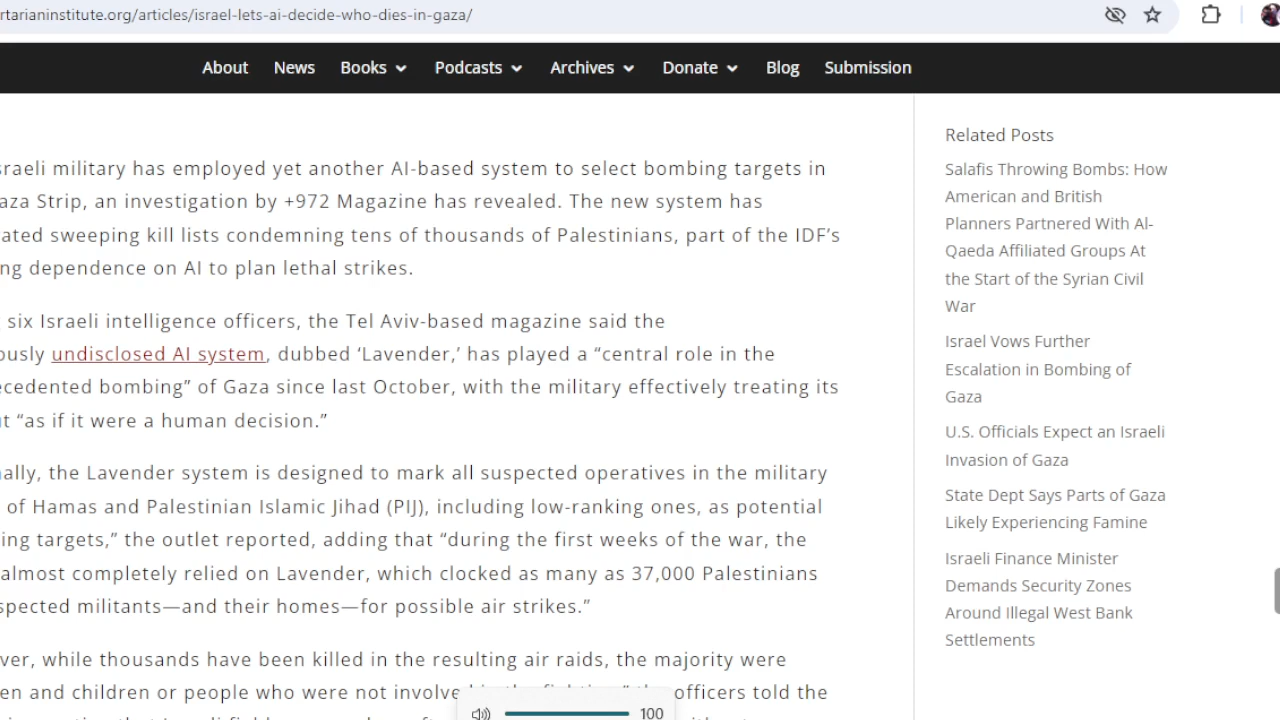 rtarianinstitute.org/articles/israel-lets-ai-decide-who-dies-in-gaza/
About News Books Podcasts Archives Donate Blog Submission
sraeli military has employed yet another AI-based system to select bombing targets in
aza Strip, an investigation by +972 Magazine has revealed. The new system has
ated sweeping kill lists condemning tens of thousands of Palestinians, part of the IDF’s
ng dependence on AI to plan lethal strikes.
six Israeli intelligence officers, the Tel Aviv-based magazine said the
ously undisclosed AI system, dubbed ‘Lavender,’ has played a “central role in the
ecedented bombing” of Gaza since last October, with the military effectively treating its
ut “as if it were a human decision.”
ally, the Lavender system is designed to mark all suspected operatives in the military
of Hamas and Palestinian Islamic Jihad (PIJ), including low-ranking ones, as potential
ing targets,” the outlet reported, adding that “during the first weeks of the war, the
almost completely relied on Lavender, which clocked as many as 37,000 Palestinians
spected militants—and their homes—for possible air strikes.”
ver, while thousands have been killed in the resulting air raids, the majority were
en and children or people who were not involved officers told the
100
Related Posts
Salafis Throwing Bombs: How
American and British
Planners Partnered With Al-
Qaeda Affiliated Groups At
the Start of the Syrian Civil
War
Israel Vows Further
Escalation in Bombing of
Gaza
U.S. Officials Expect an Israeli
Invasion of Gaza
State Dept Says Parts of Gaza
Likely Experiencing Famine
Israeli Finance Minister
Demands Security Zones
Around Illegal West Bank
Settlements